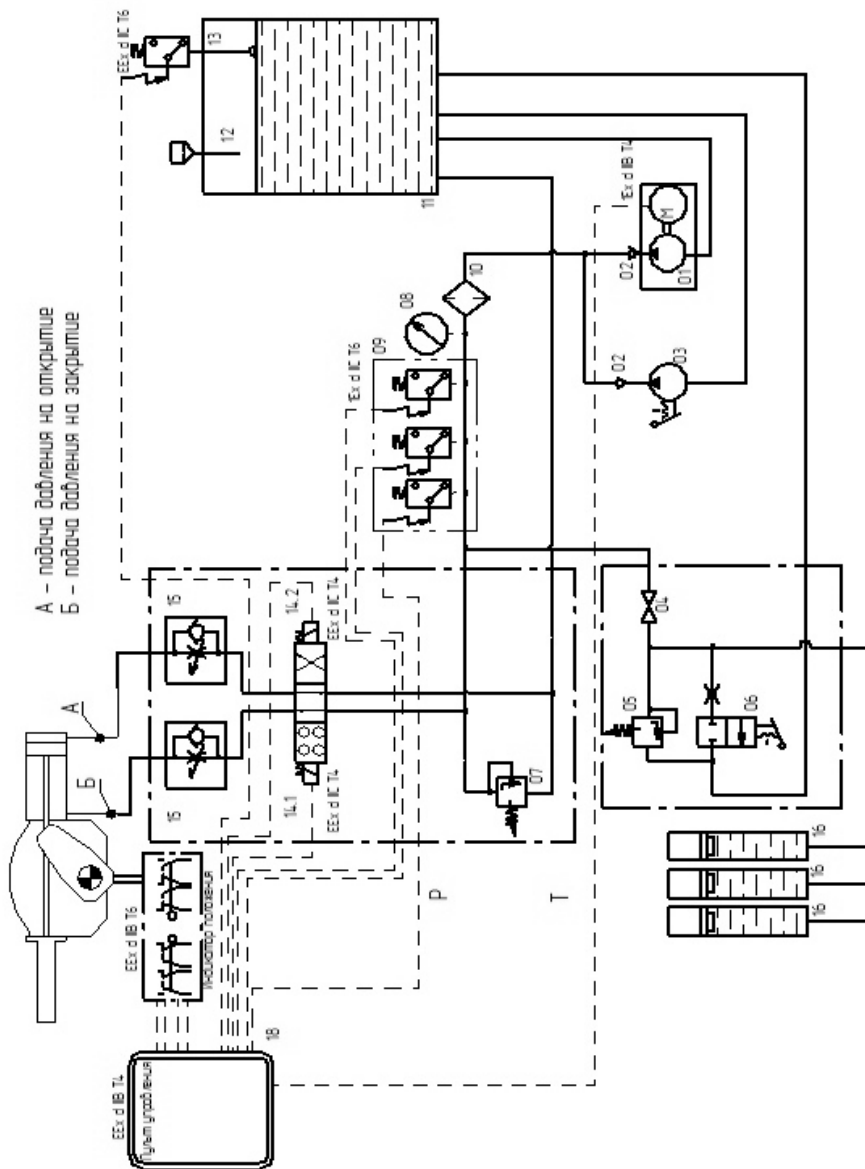 А – подача давления на открытие
Б – подача давления на закрытие
EEx d IIC T6
13
12
11
1Ex d IIB T4
М
01
02
02
03
10
08
09
1Ex d IIC T6
А
Б
15
15
14.2
EEx d IIC T4
14.1
EEx d IIC T4
07
04
05
06
Р
Т
16
16
16
EEx d IIB T6
Индикатор положения
18
EEx d IIB T4
Пульт управления